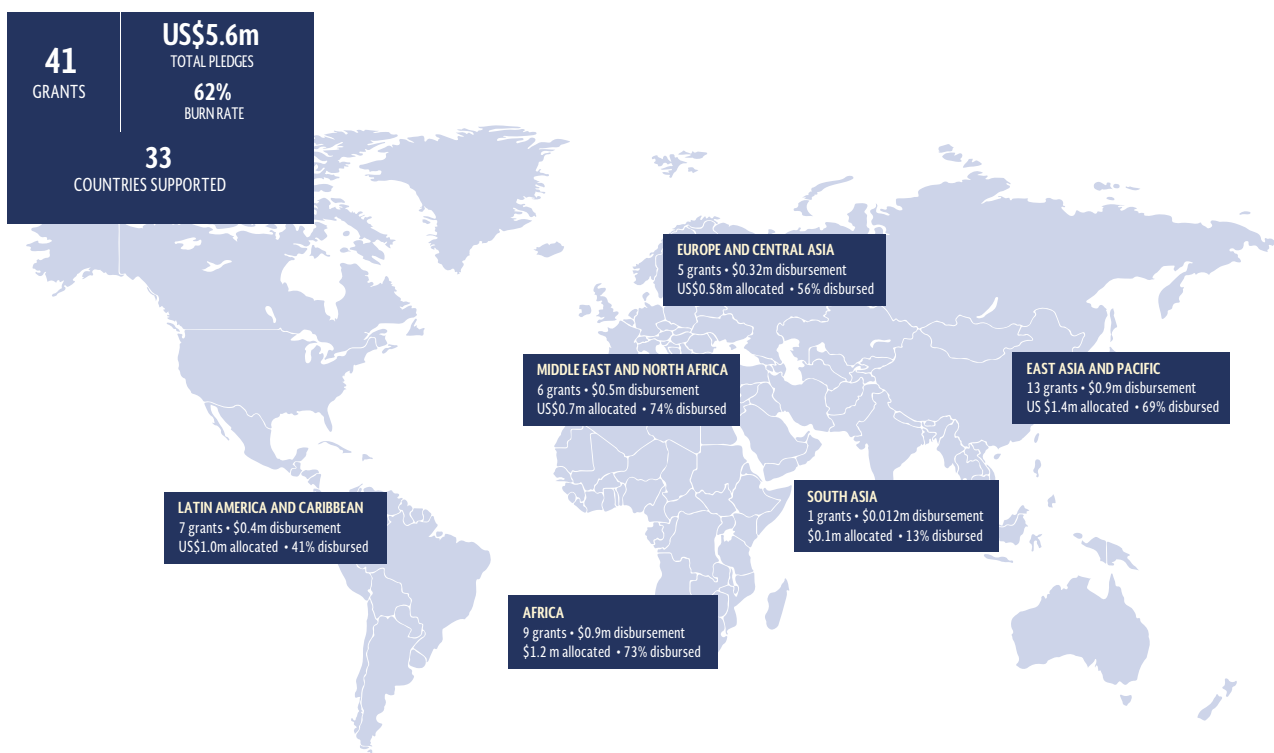 41
GRANTS
US$5.6m
TOTAL PLEDGES
62%
BURN RATE
33
COUNTRIES SUPPORTED
EUROPE AND CENTRAL ASIA
5 grants • $0.32m disbursement
US$0.58m allocated • 56% disbursed
MIDDLE EAST AND NORTH AFRICA
6 grants • $0.5m disbursement
US$0.7m allocated • 74% disbursed
EAST ASIA AND PACIFIC
13 grants • $0.9m disbursement
US $1.4m allocated • 69% disbursed
LATIN AMERICA AND CARIBBEAN
7 grants • $0.4m disbursement
US$1.0m allocated • 41% disbursed
SOUTH ASIA
1 grants • $0.012m disbursement
$0.1m allocated • 13% disbursed
AFRICA
9 grants • $0.9m disbursement
$1.2 m allocated • 73% disbursed